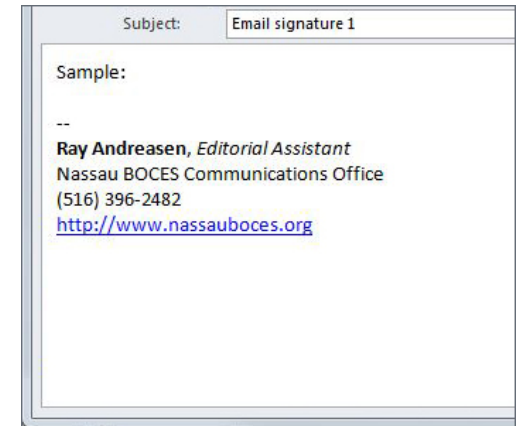 Subject: Email signature 1
Sample:
--
Ray Andreasen, Editorial Assistant
Nassau BOCES Communications Office
(516) 396-2482
http://www.nassauboces.org